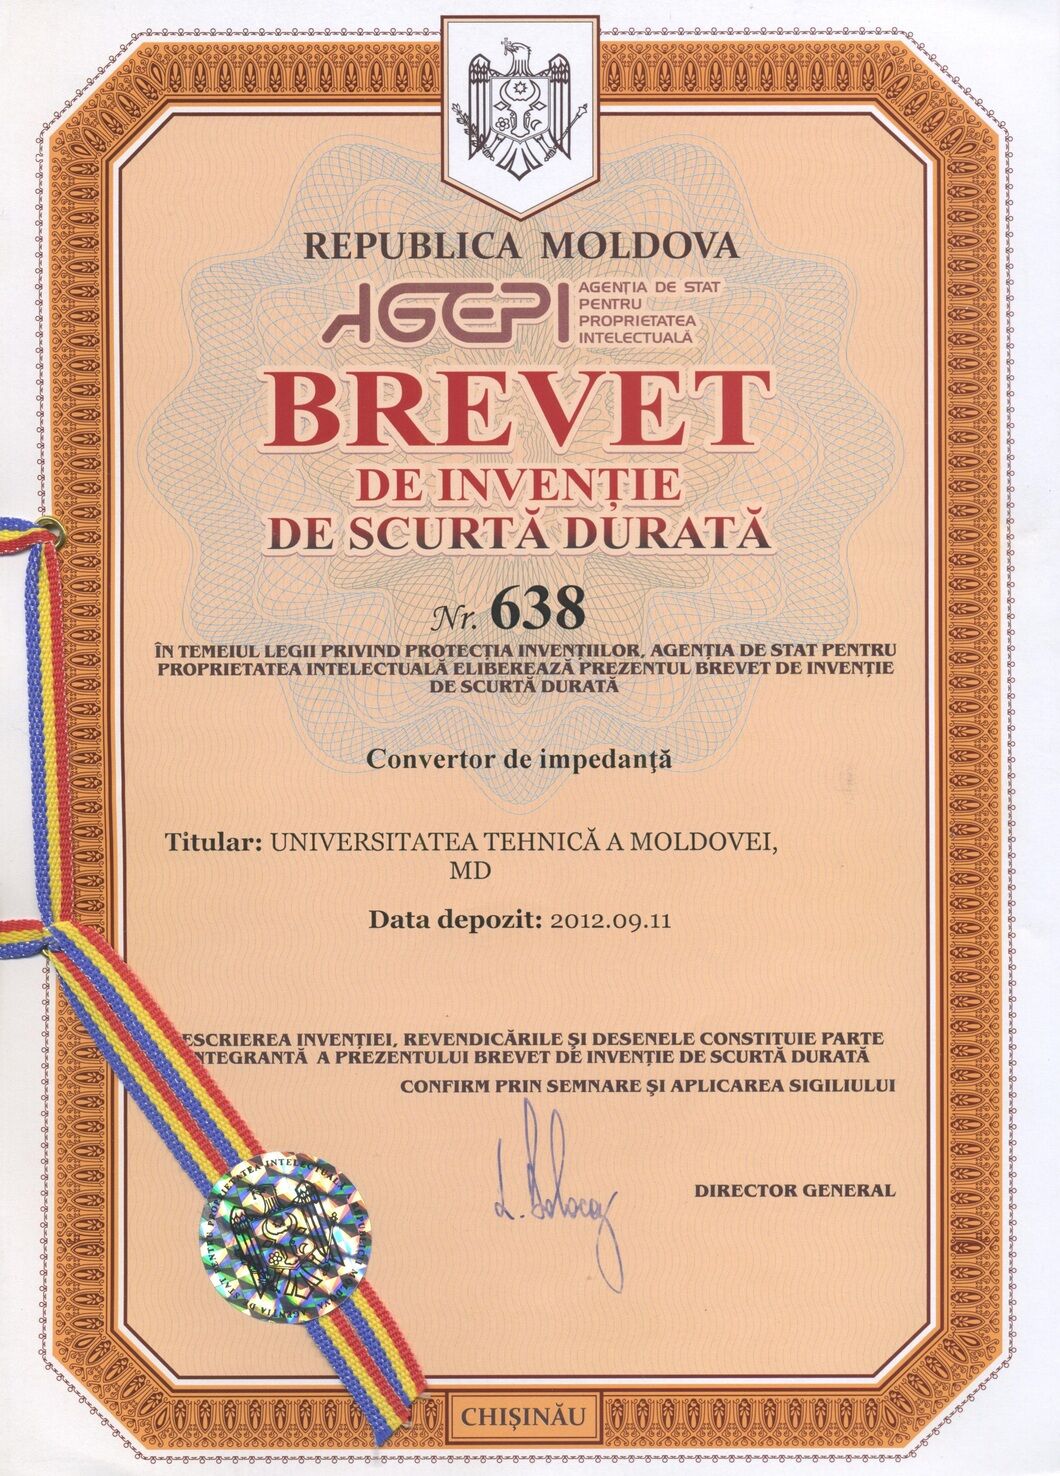 REPUBLICA MOLDOVA
AGEPI
AGENȚIA DE STAT
PENTRU
PROPRIETATEA
INTELECTUALĂ
BREVET
DE INVENȚIE
DE SCURTĂ DURATĂ
Nr. 638
ÎN TEMEIUL LEGII PRIVIND PROTECȚIA INVENȚIILOR, AGENȚIA DE STAT PENTRU
PROPRIETATEA INTELECTUALĂ ELIBEREAZĂ PREZENTUL BREVET DE INVENȚIE
DE SCURTĂ DURATĂ
Convertor de impedanţă
Titular: UNIVERSITATEA TEHNICĂ A MOLDOVEI,
MD
Data depozit: 2012.09.11
ESCRIEREA INVENȚIEI, REVENDICĂRILE ȘI DESENELE CONSTITUIE PARTE
NTEGRANTĂ A PREZENTULUI BREVET DE INVENȚIE DE SCURTĂ DURATĂ
CONFIRM PRIN SEMNARE ȘI APLICAREA SIGILIULUI
DIRECTOR GENERAL
CHIȘINĂU